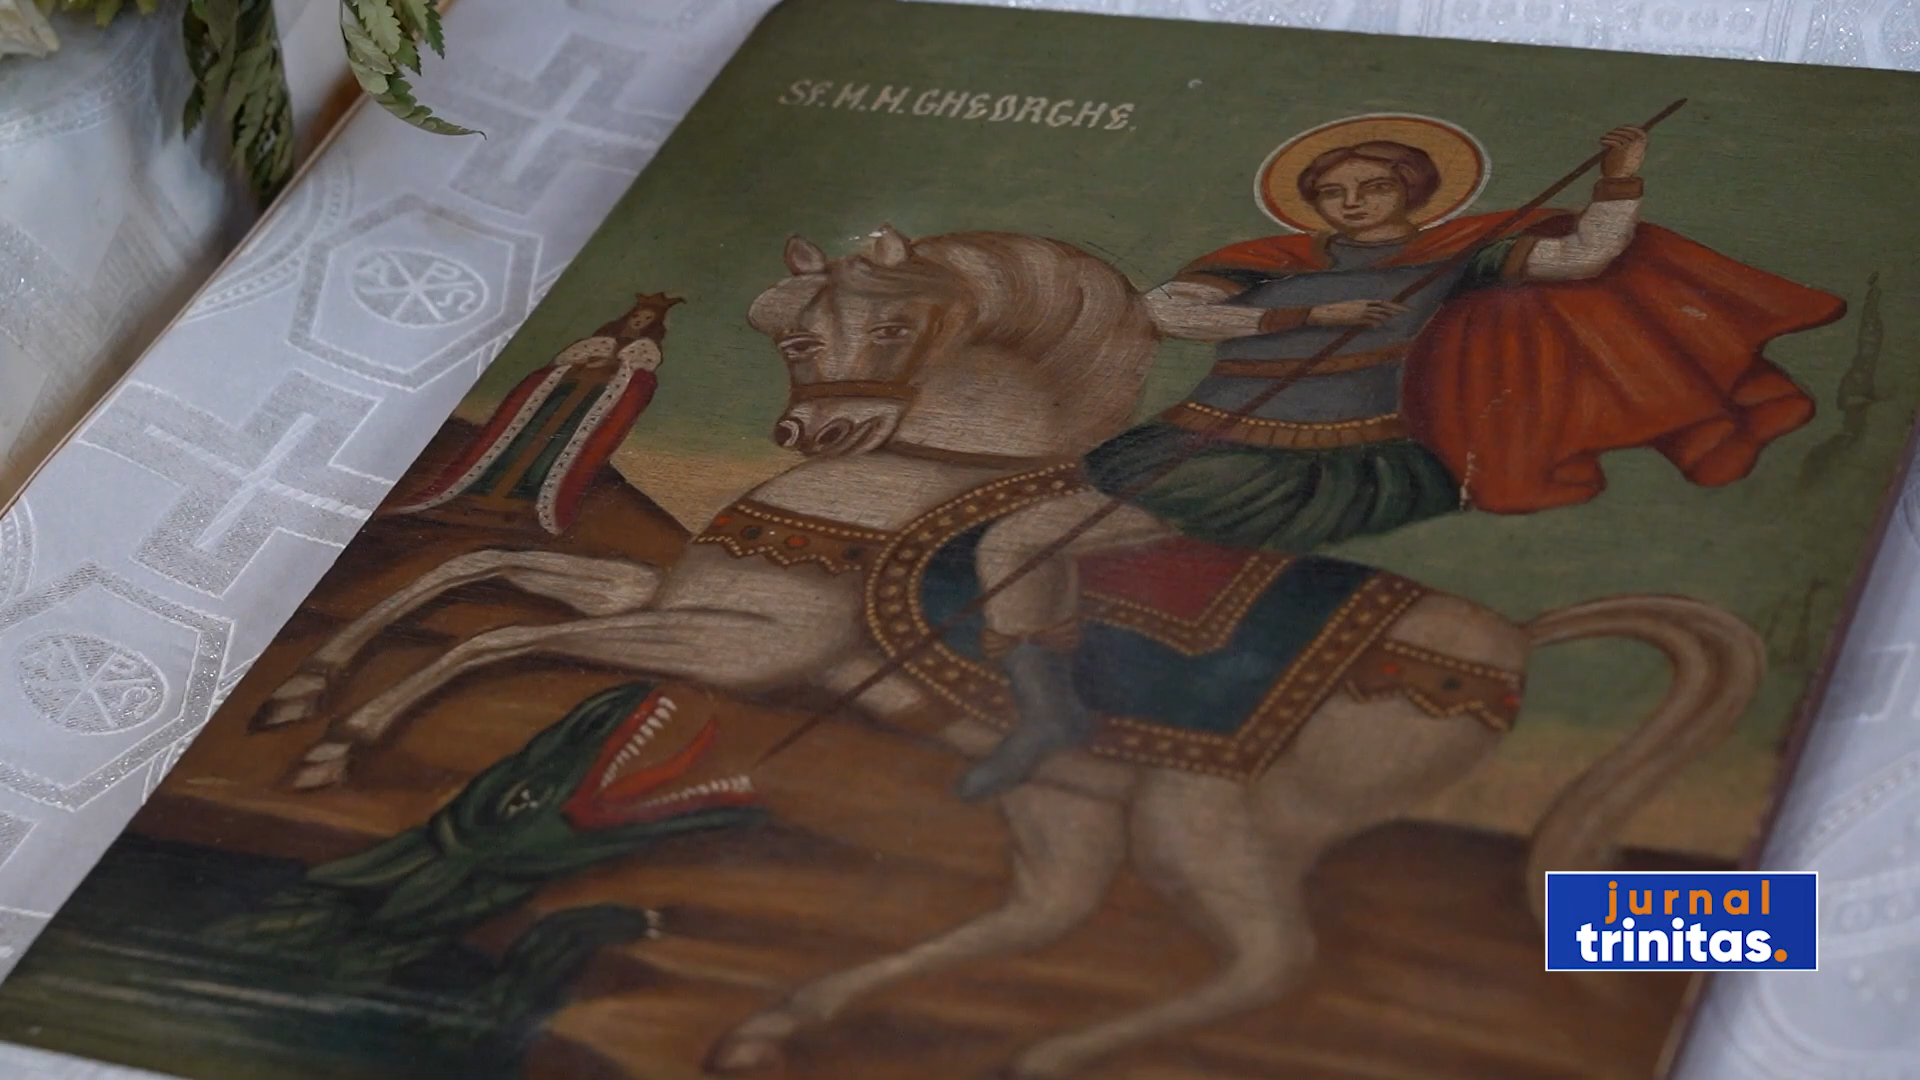 SF. M. M. GHEORGHE.
jurnal
trinitas.